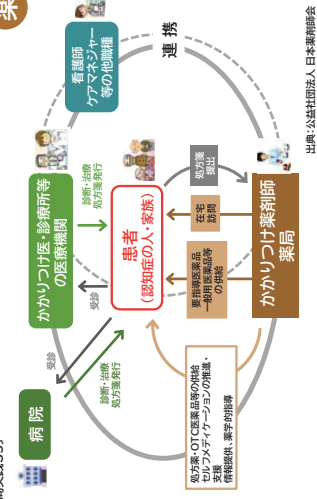 薬
病院
かかりつけ医・診療所等
の医療機関
看護師
ケアマネジャー
等の他職種
連携
受診
受診
診断・治療
処方箋発行
診断・治療
処方箋発行
患者
(認知症の人・家族)
処方箋
提出
在宅
訪問
要指導医薬品
一般用医薬品等
の供給
処方薬・OTC医薬品等の供給
セルフメディケーションの推進・
支援
情報提供、薬学的指導
かかりつけ薬剤師
薬局
出典:公益社団法人 日本薬剤師会